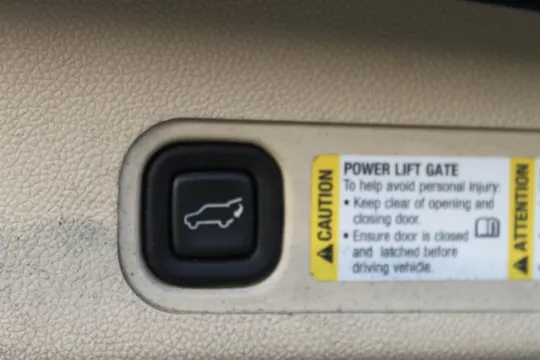 CAUTION
POWER LIFT GATE
To help avoid personal injury:
• Keep clear of opening and
closing door.
• Ensure door is closed
and latched before
driving vehicle.
ATTENTION